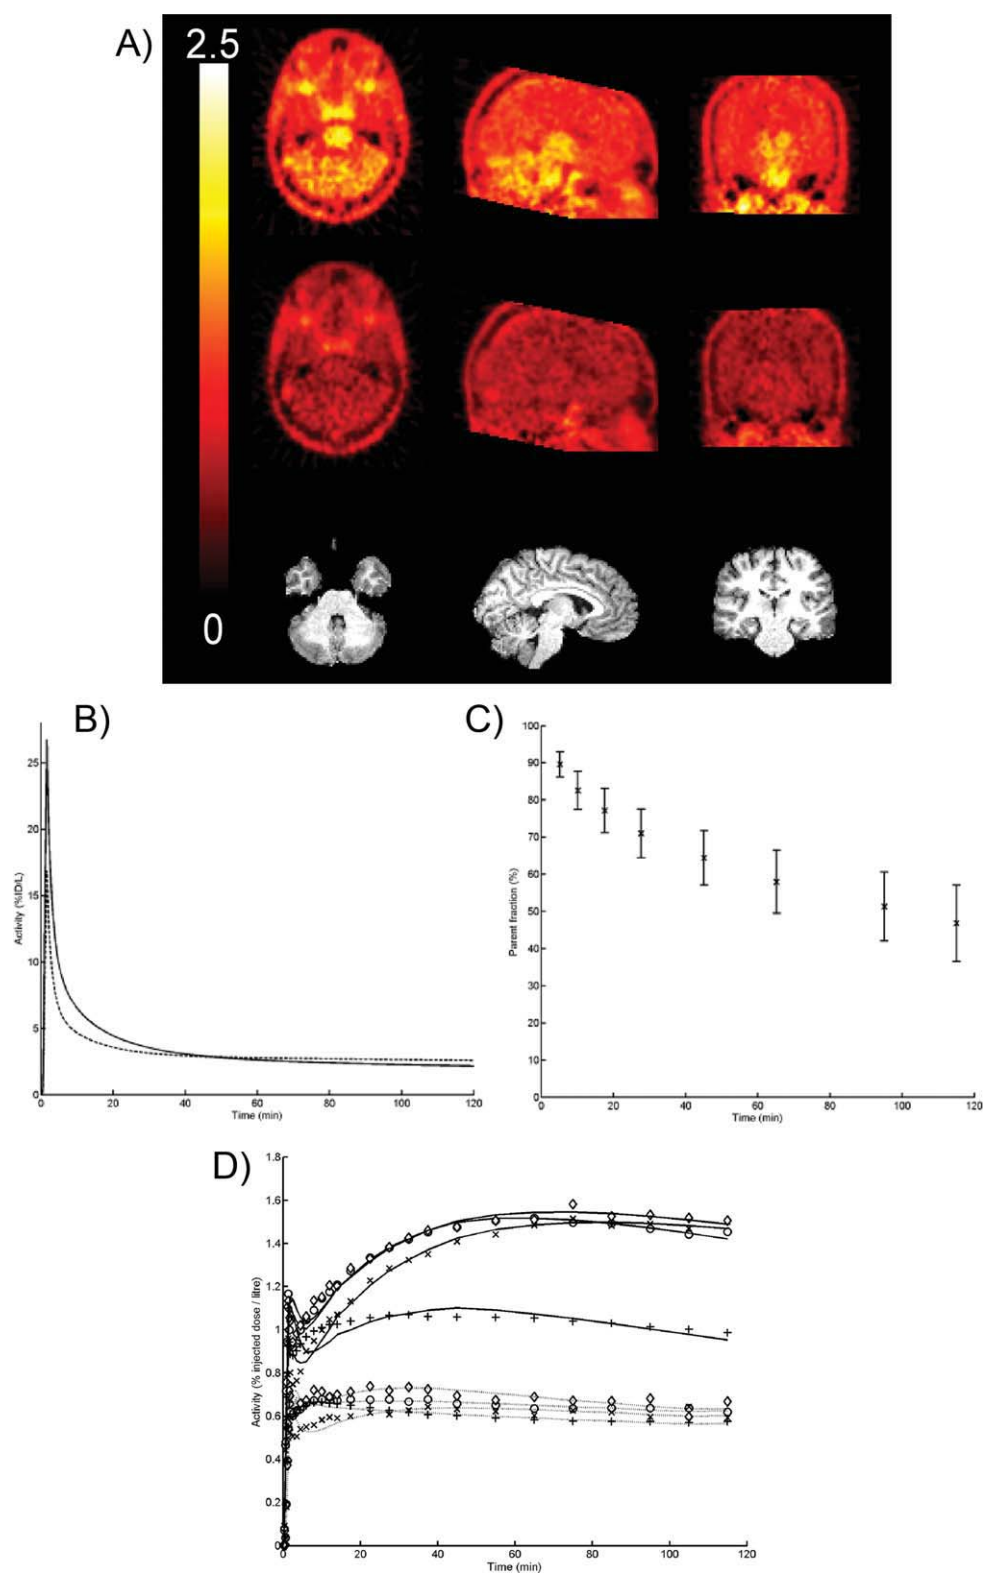 A)
2.5
0
B)
25
20
15
10
5
0
Activity (%ID/L)
0 20 40 60 80 100 120
Time (min)
C)
100
90
80
70
60
50
40
30
20
10
0
Parent fraction (%)
0 20 40 60 80 100 120
Time (min)
D)
1.8
1.6
1.4
1.2
1
0.8
0.6
0.4
0.2
0
Activity (% injected dose / litre)
0 20 40 60 80 100 120
Time (min)